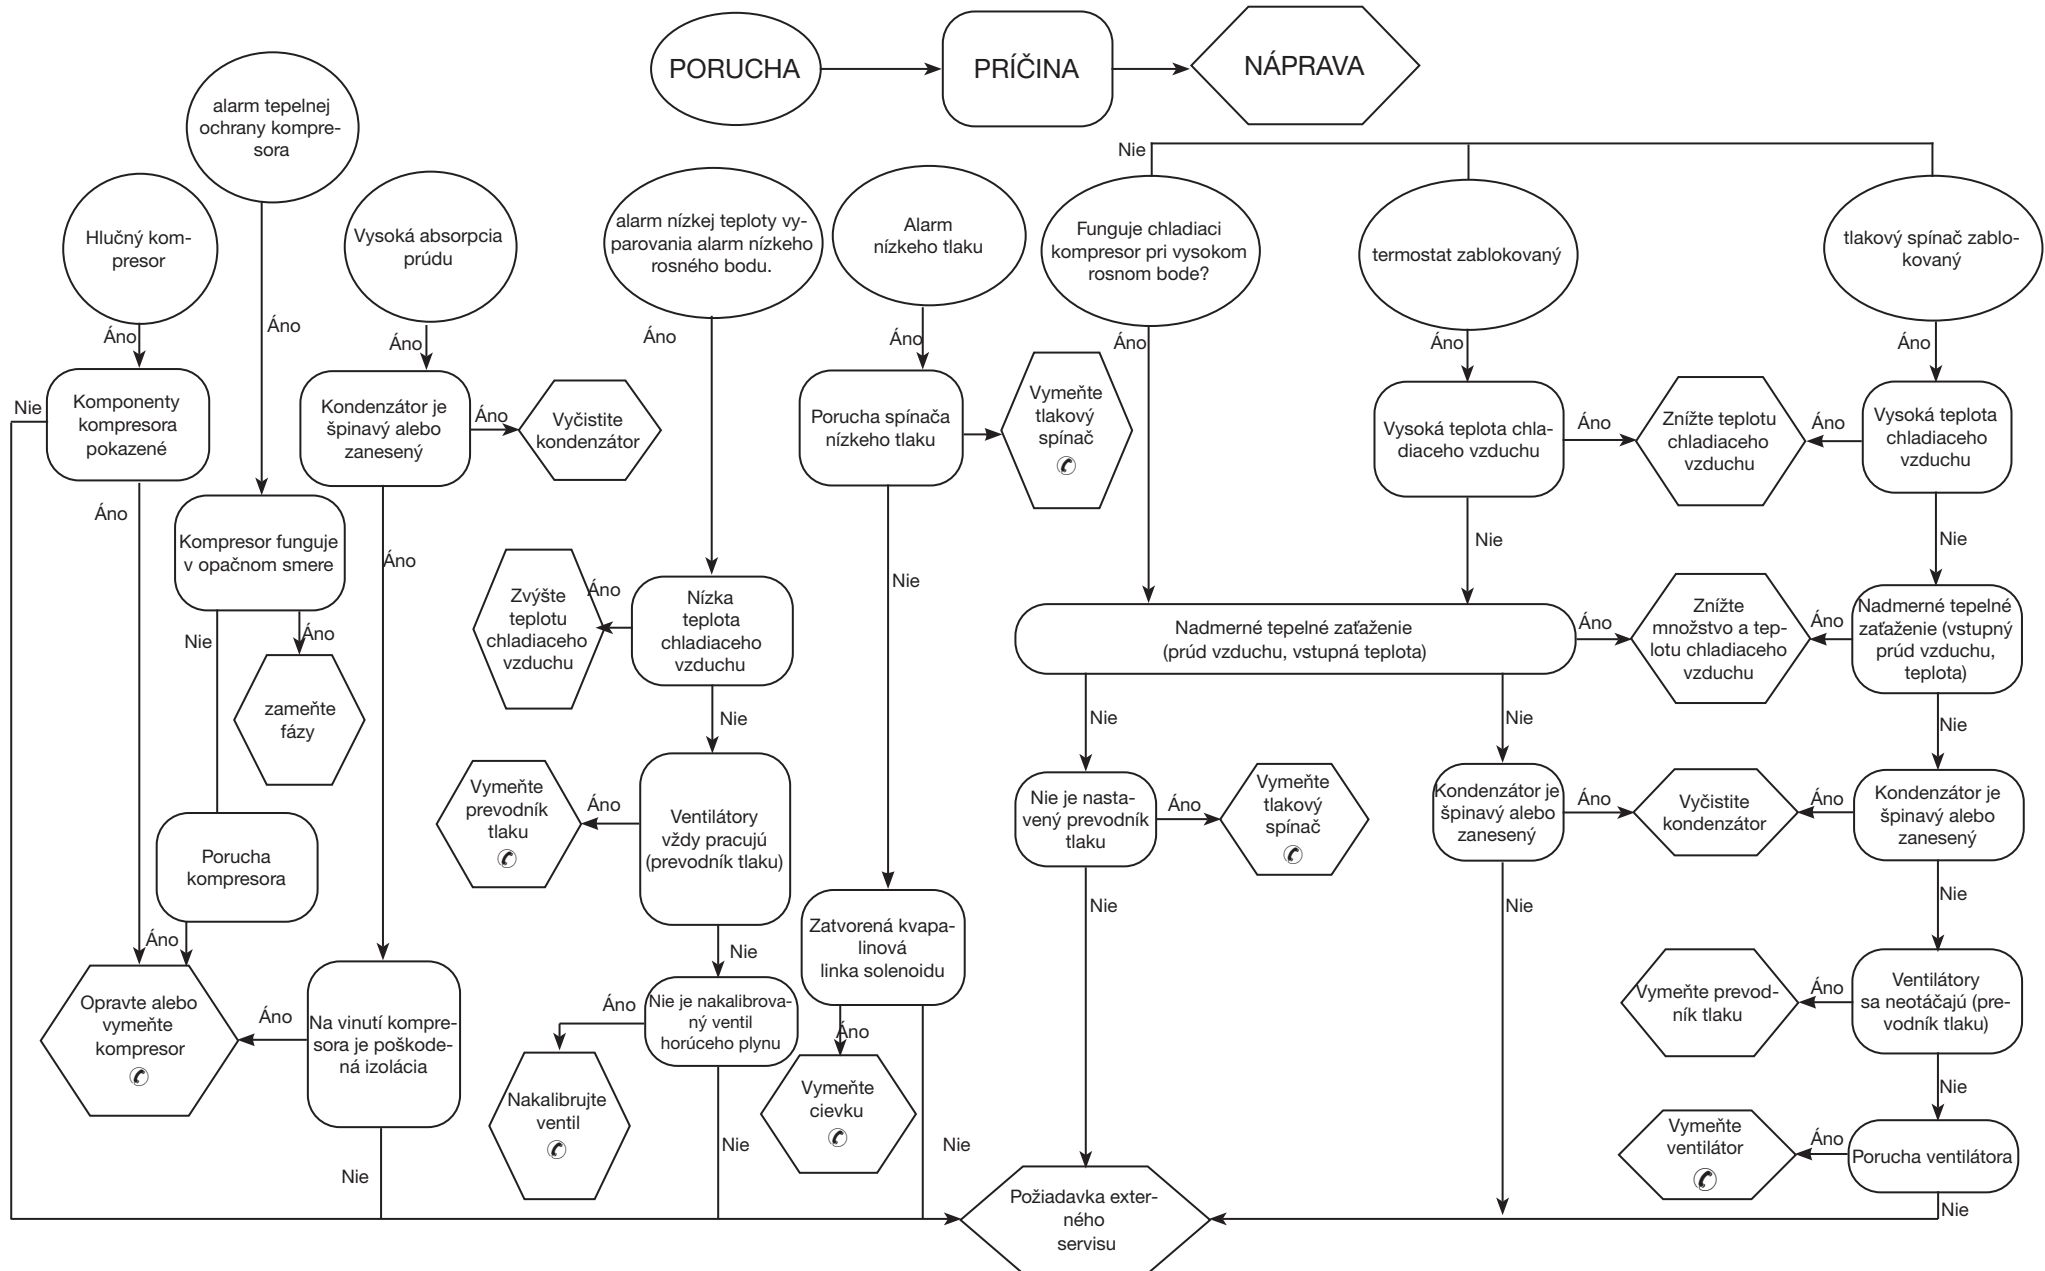 PORUCHA
PRÍČINA
NÁPRAVA
alarm tepelnej
ochrany kompre-
sora
Áno
Hlučný kom-
presor
Áno
Vysoká absorpcia
prúdu
Áno
alarm nízkej teploty vy-
parovania alarm nízkeho
rosného bodu.
Áno
Alarm
nízkeho tlaku
Áno
Nie
Funguje chladiaci
kompresor pri vysokom
rosnom bode?
Áno
termostat zablokovaný
Áno
tlakový spínač zablo-
kovaný
Áno
Nie
Komponenty
kompresora
pokazené
Áno
Kondenzátor je
špinavý alebo
zanesený
Áno
Vyčistite
kondenzátor
Áno
Porucha spínača
nízkeho tlaku
Vymeňte
tlakový
spínač
Nie
Vysoká teplota chla-
diaceho vzduchu
Áno
Znížte teplotu
chladiaceho
vzduchu
Áno
Vysoká teplota
chladiaceho
vzduchu
Nie
Nie
Kompresor funguje
v opačnom smere
Nie
Áno
zameňte
fázy
Zvýšte
teplotu
chladiaceho
vzduchu
Áno
Nízka
teplota
chladiaceho
vzduchu
Nie
Nadmerné tepelné zaťaženie
(prúd vzduchu, vstupná teplota)
Áno
Znížte
množstvo a tep-
lotu chladiaceho
vzduchu
Áno
Nadmerné tepelné
zaťaženie (vstupný
prúd vzduchu,
teplota)
Nie
Nie
Nie
Porucha
kompresora
Áno
Vymeňte
prevodník
tlaku
Áno
Ventilátory
vždy pracujú
(prevodník tlaku)
Nie
Nie je nasta-
vený prevodník
tlaku
Áno
Vymeňte
tlakový
spínač
Nie
Kondenzátor je
špinavý alebo
zanesený
Áno
Vyčistite
kondenzátor
Áno
Kondenzátor je
špinavý alebo
zanesený
Nie
Nie
Opravte alebo
vymeňte
kompresor
Áno
Na vinutí kompre-
sora je poškode-
ná izolácia
Nie
Áno
Nie je nakalibrova-
ný ventil
horúceho plynu
Nakalibrujte
ventil
Nie
Zatvorená kvapa-
linová
linka solenoidu
Áno
Vymeňte
cievku
Nie
Vymeňte prevod-
ník tlaku
Áno
Ventilátory
sa neotáčajú (pre-
vodník tlaku)
Nie
Vymeňte
ventilátor
Áno
Porucha ventilátora
Nie
Požiadavka exter-
ného
servisu